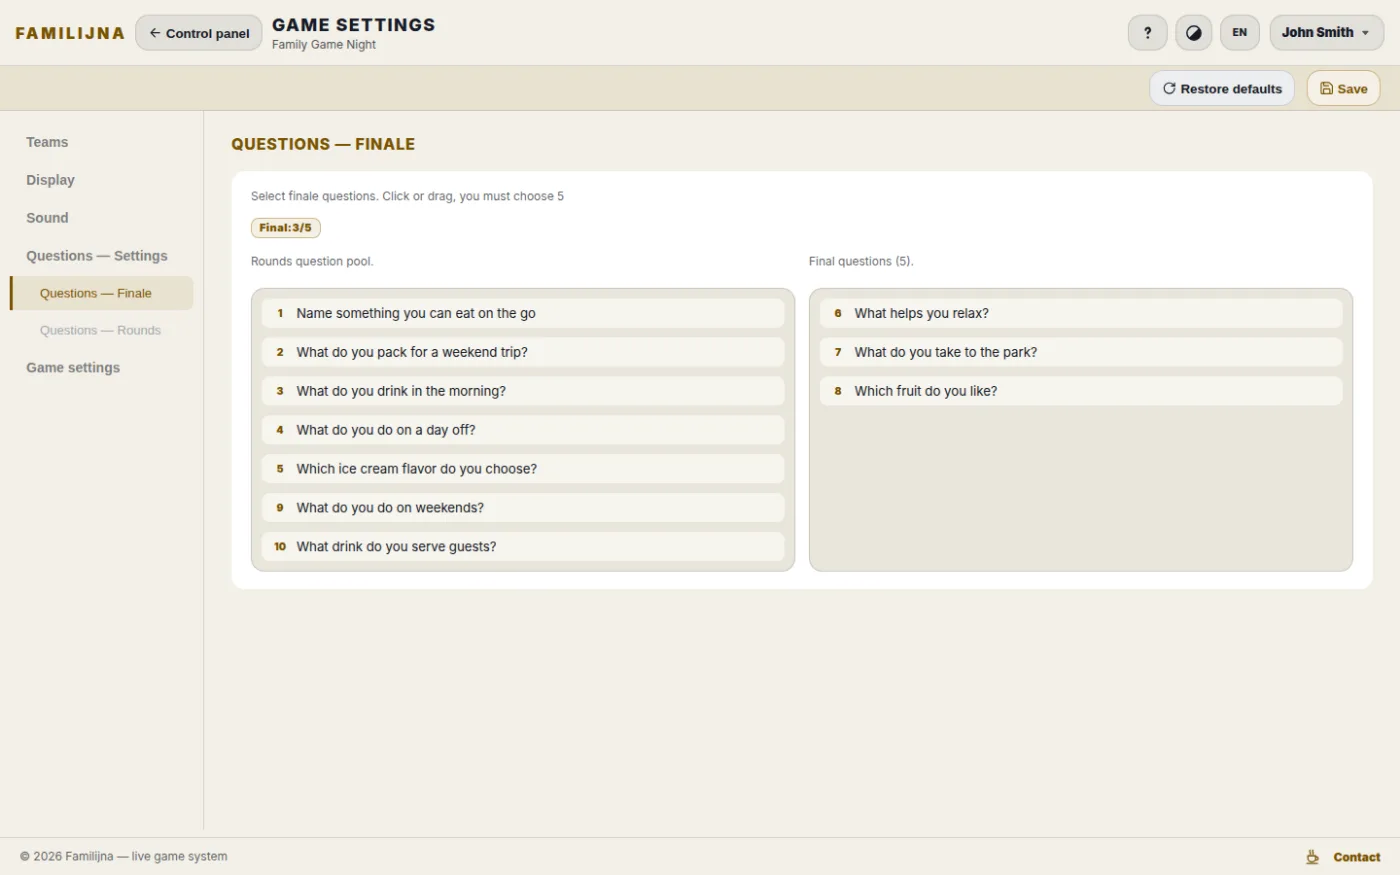 FAMILIJNA
Control panel
GAME SETTINGS
Family Game Night
?
EN
John Smith
Restore defaults
Save
Teams
Display
Sound
Questions — Settings
Questions — Finale
Questions — Rounds
Game settings
QUESTIONS — FINALE
Select finale questions. Click or drag, you must choose 5
Final:3/5
Rounds question pool.
1 Name something you can eat on the go
2 What do you pack for a weekend trip?
3 What do you drink in the morning?
4 What do you do on a day off?
5 Which ice cream flavor do you choose?
9 What do you do on weekends?
10 What drink do you serve guests?
Final questions (5).
6 What helps you relax?
7 What do you take to the park?
8 Which fruit do you like?
© 2026 Familijna — live game system
Contact